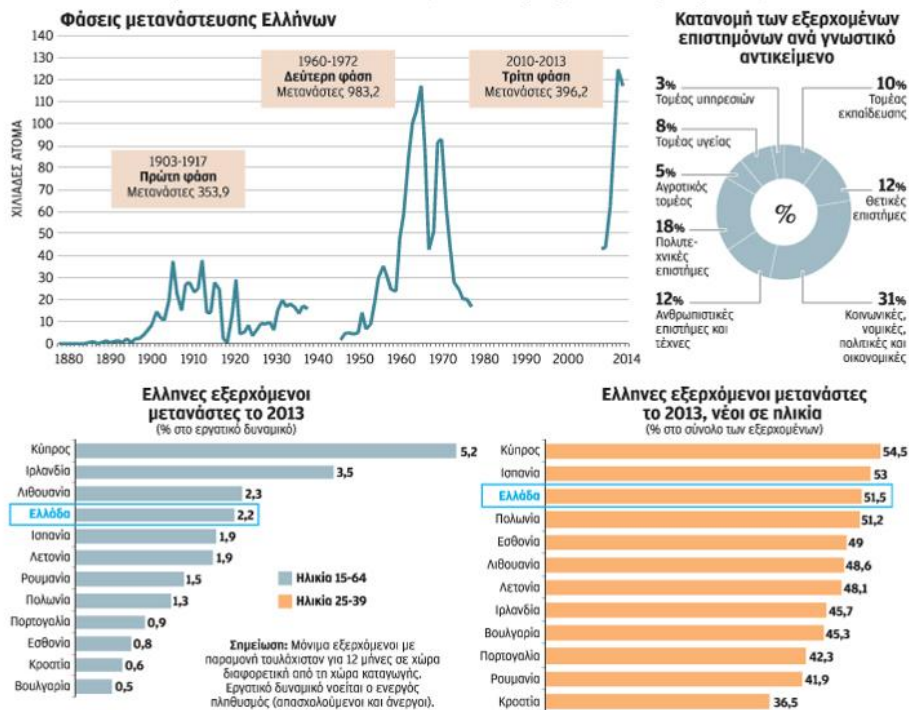 Φάσεις μετανάστευσης Ελλήνων
ΧΙΛΙΑΔΕΣ ΑΤΟΜΑ
140
130
120
110
100
90
80
70
60
50
40
30
20
10
0
1903-1917
Πρώτη φάση
Μετανάστες 353,9
1960-1972
Δεύτερη φάση
Μετανάστες 983,2
2010-2013
Τρίτη φάση
Μετανάστες 396,2
1880 1890 1900 1910 1920 1930 1940 1950 1960 1970 1980 1990 2000 2014
Κατανομή των εξερχομένων
επιστημόνων ανά γνωστικό
αντικείμενο
3%
Τομέας υπηρεσιών
8%
Τομέας υγείας
5%
Αγροτικός
τομέας
18%
Πολυτε-
χνικές
επιστήμες
12%
Ανθρωπιστικές
επιστήμες και
τέχνες
%
10%
Τομέας
εκπαίδευσης
12%
Θετικές
επιστήμες
31%
Κοινωνικές,
νομικές,
πολιτικές και
οικονομικές
Ελληνες εξερχόμενοι
μετανάστες το 2013
(% στο εργατικό δυναμικό)
Κύπρος 5,2
Ιρλανδία 3,5
Λιθουανία 2,3
Ελλάδα 2,2
Ισπανία 1,9
Λετονία 1,9
Ρουμανία 1,5
Πολωνία 1,3
Πορτογαλία 0,9
Εσθονία 0,8
Κροατία 0,6
Βουλγαρία 0,5
Ηλικία 15-64
Ηλικία 25-39
Σημείωση: Μόνιμα εξερχόμενοι με
παραμονή τουλάχιστον για 12 μήνες σε χώρα
διαφορετική από τη χώρα καταγωγής.
Εργατικό δυναμικό νοείται ο ενεργός
πληθυσμός (απασχολούμενοι και άνεργοι).
Ελληνες εξερχόμενοι μετανάστες
το 2013, νέοι σε ηλικία
(% στο σύνολο των εξερχομένων)
Κύπρος 54,5
Ισπανία 53
Ελλάδα 51,5
Πολωνία 51,2
Εσθονία 49
Λιθουανία 48,6
Λετονία 48,1
Ιρλανδία 45,7
Βουλγαρία 45,3
Πορτογαλία 42,3
Ρουμανία 41,9
Κροατία 36,5